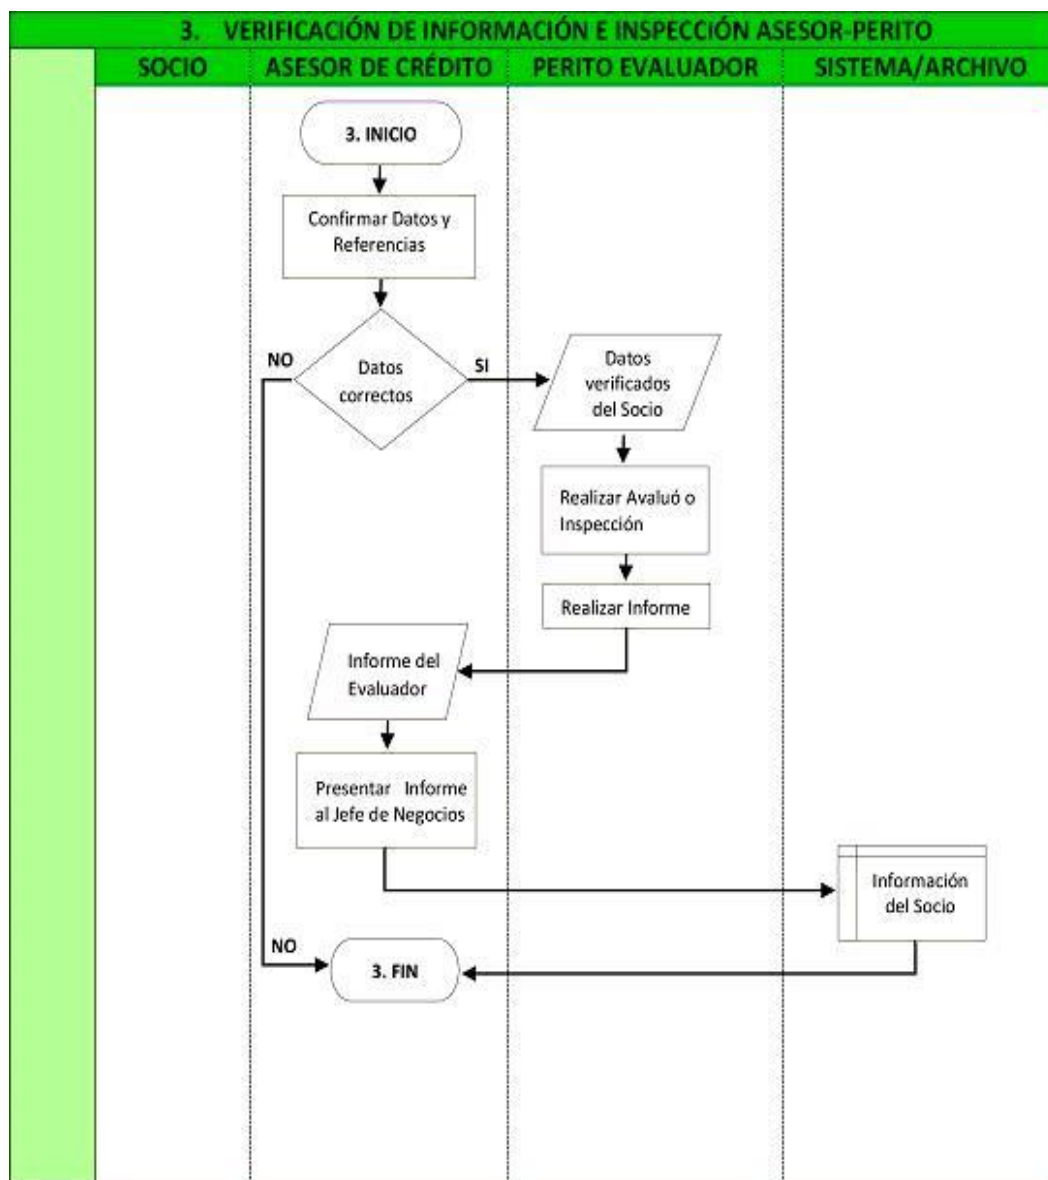 3. VERIFICACIÓN DE INFORMACIÓN E INSPECCIÓN ASESOR-PERITO
SOCIO
ASESOR DE CRÉDITO
PERITO EVALUADOR
SISTEMA/ARCHIVO
3. INICIO
Confirmar Datos y
Referencias
NO
Datos
correctos
SI
Datos
verificados
del Socio
Realizar Avaluó o
Inspección
Realizar Informe
Informe del
Evaluador
Presentar Informe
al Jefe de Negocios
Información
del Socio
NO
3. FIN